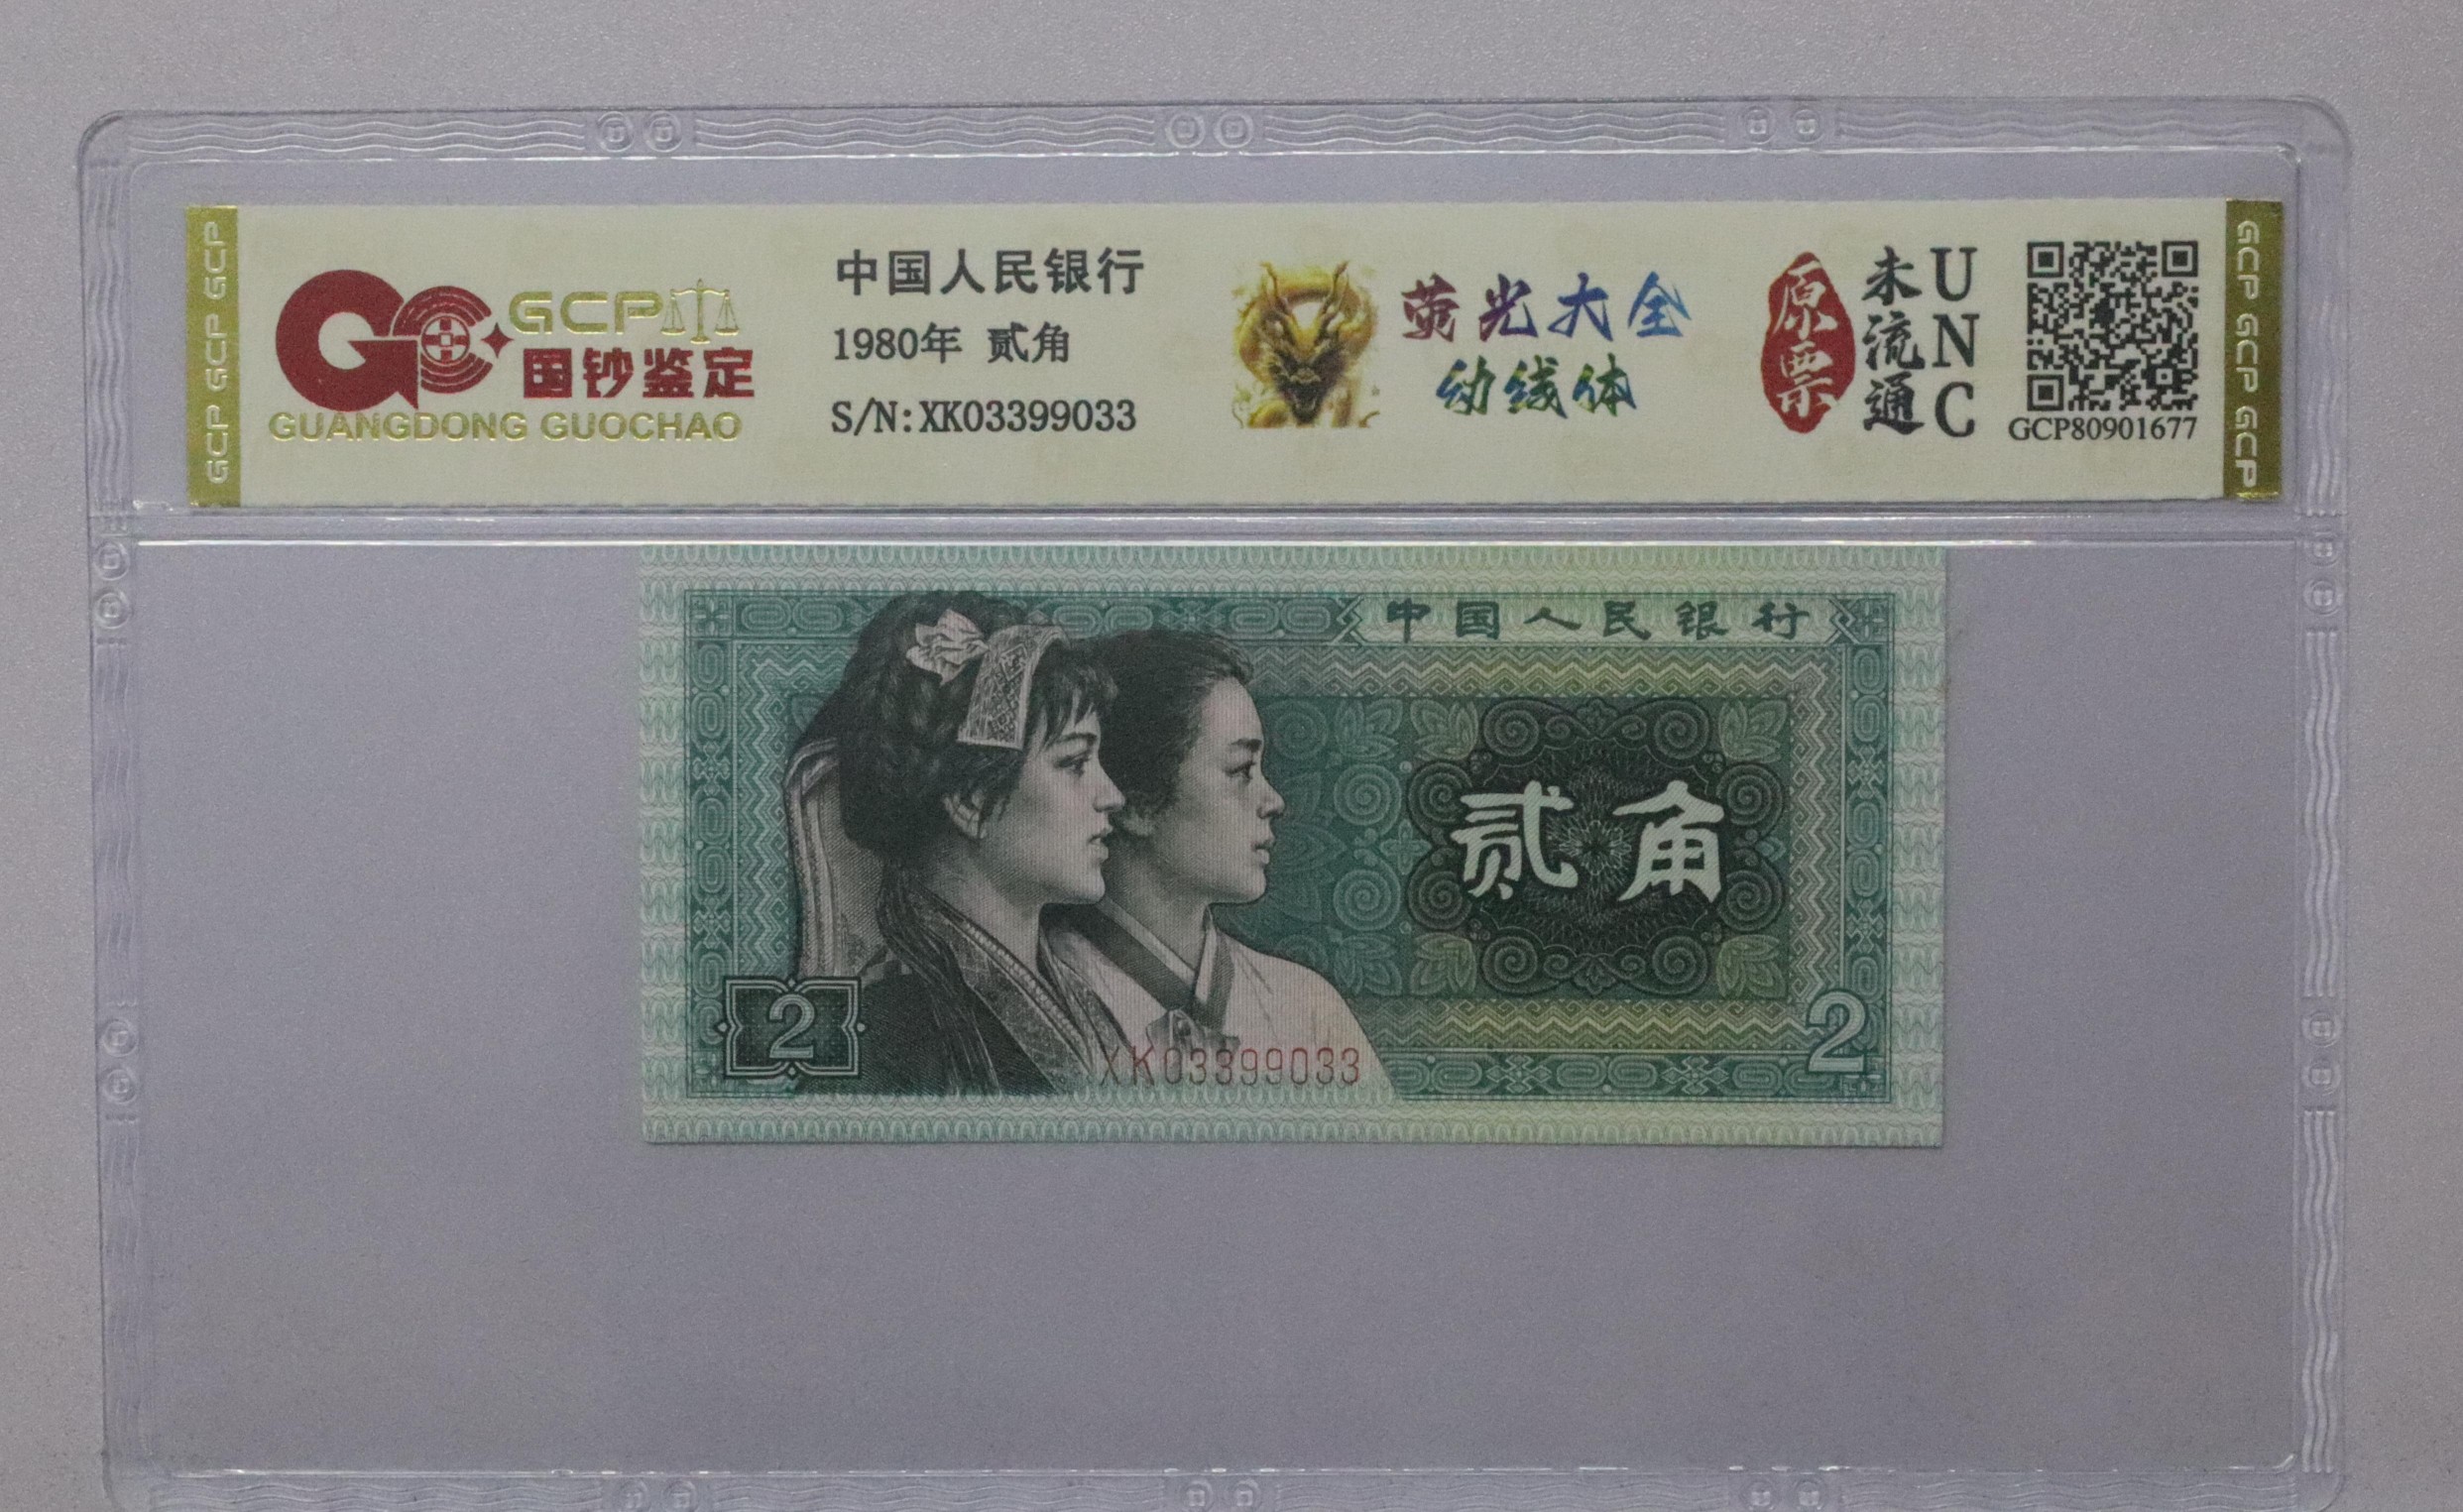 GCP GCP GCP
GCP
国钞鉴定
GUANGDONG GUOCHAO
中国人民银行
1980年 贰角
S/N:XK03399033
荧光大全
幼线体
原票
未流通
UNC
GCP80901677
GCP GCP GCP
中国人民银行
贰角
2
XK03399033
2